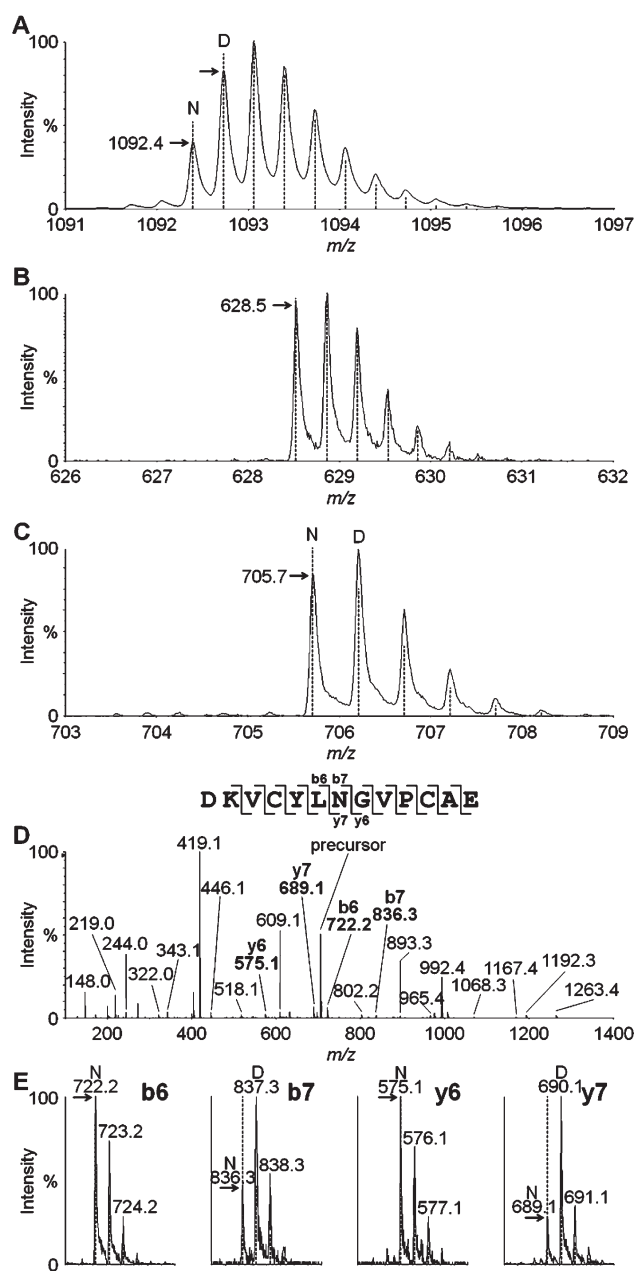 A
100
Intensity
%
0
D
N
1092.4
1091 1092 1093 1094 1095 1096 1097
m/z
B
100
Intensity
%
0
628.5
626 627 628 629 630 631 632
m/z
C
100
Intensity
%
0
N D
705.7
703 704 705 706 707 708 709
m/z
b6 b7
DKVCYLNGVPCAE
y7 y6
D
100
Intensity
%
0
419.1
precursor
446.1
y7
689.1
b6
722.2
b7
836.3
219.0
244.0
343.1
609.1
y6
575.1
893.3
992.4
1167.4
1192.3
148.0
322.0
518.1
802.2
965.4
1068.3
1263.4
200 400 600 800 1000 1200 1400
m/z
E
100
Intensity
%
0
N
722.2
b6
723.2
724.2
D
837.3
b7
N
836.3
838.3
N
575.1
y6
576.1
577.1
D
690.1
y7
N
689.1
691.1